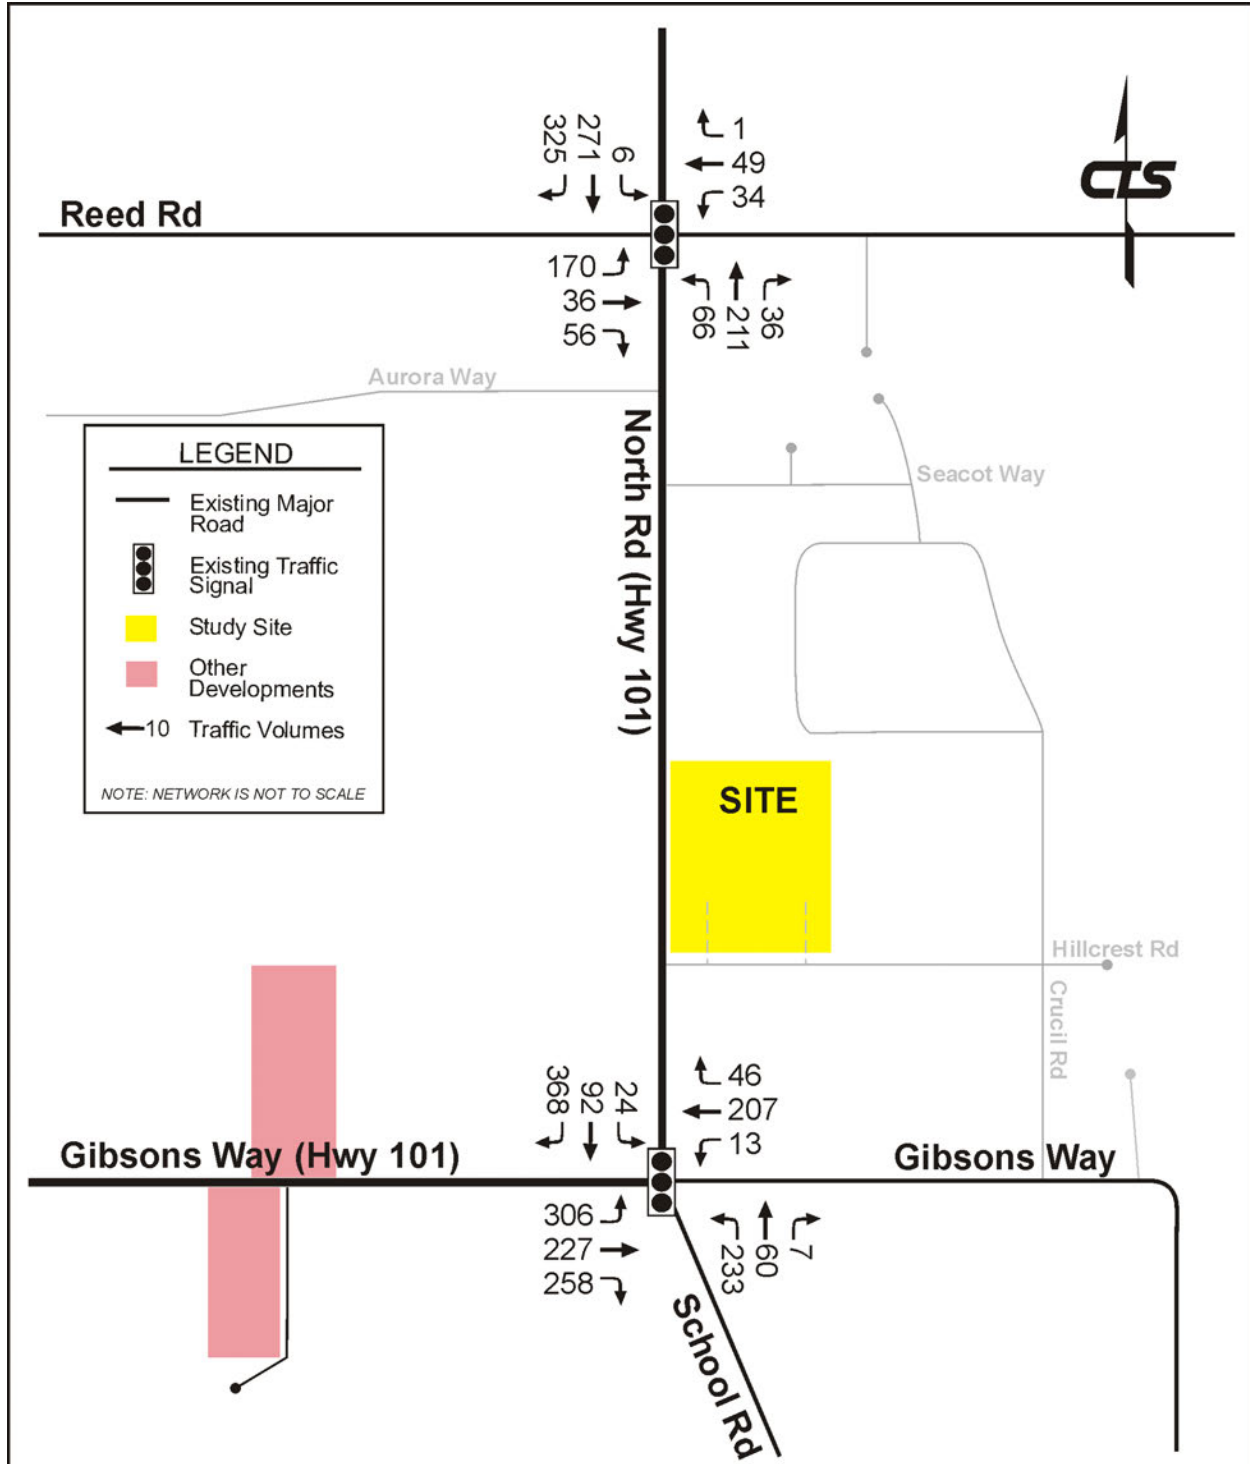 325
271
6
1
49
34
CTS
Reed Rd
170
36
56
66
211
36
Aurora Way
North Rd (Hwy 101)
Seacot Way
LEGEND
Existing Major
Road
Existing Traffic
Signal
Study Site
Other
Developments
10 Traffic Volumes
NOTE: NETWORK IS NOT TO SCALE
SITE
Hillcrest Rd
Crucil Rd
368
92
24
46
207
13
Gibsons Way (Hwy 101)
Gibsons Way
306
227
258
233
60
7
School Rd